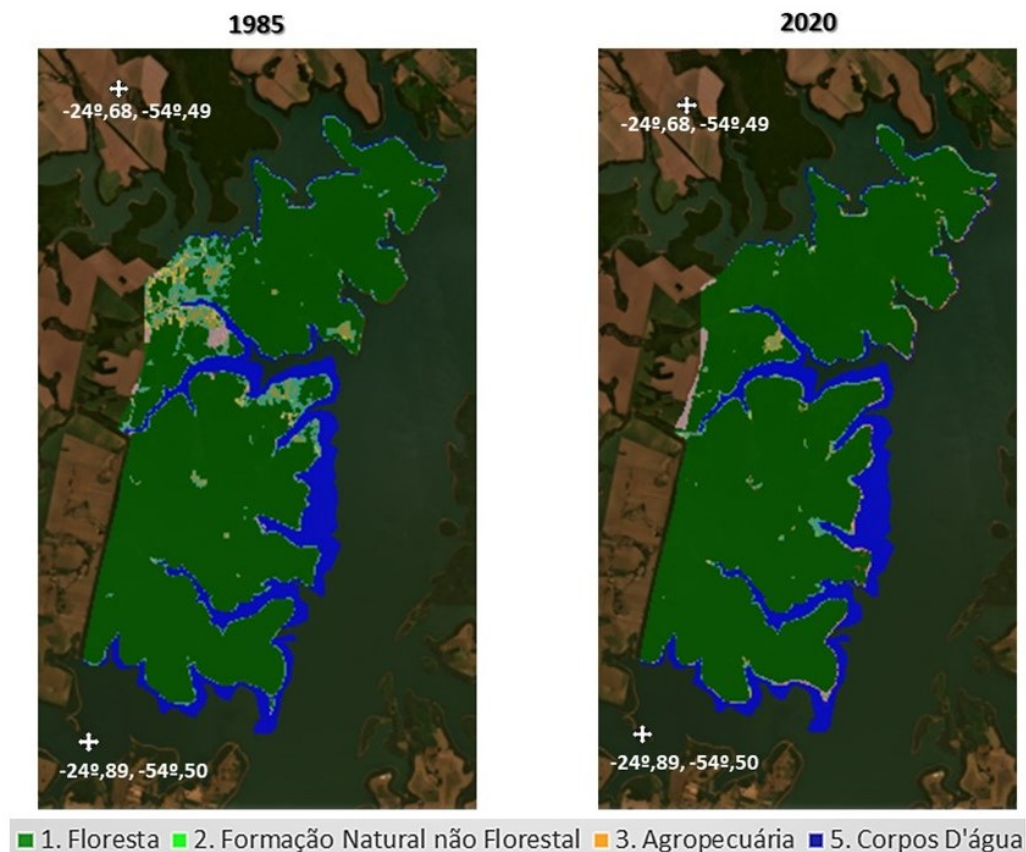 1985
2020
-24º,68, -54º,49
-24º,68, -54º,49
-24º,89, -54º,50
-24º,89, -54º,50
1. Floresta 2. Formação Natural não Florestal 3. Agropecuária 5. Corpos D'água